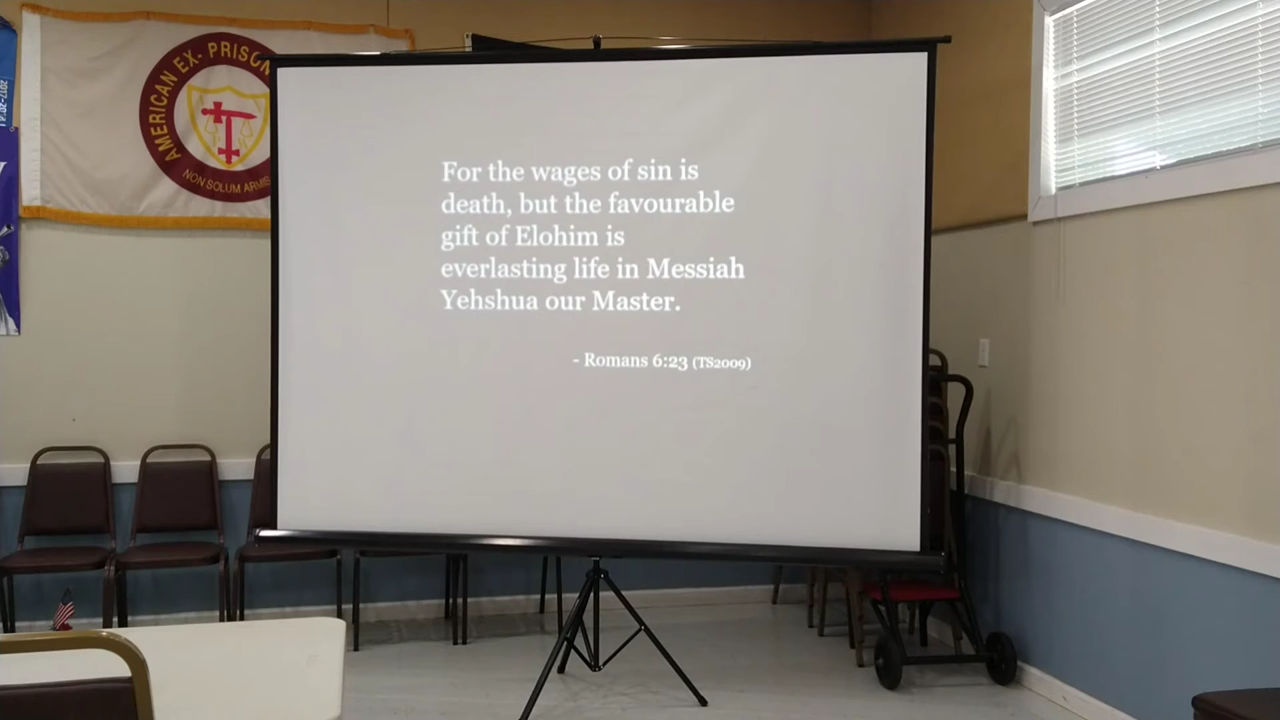 AMERICAN EX- PRISON
NON SOLUM ARMIS
For the wages of sin is
death, but the favourable
gift of Elohim is
everlasting life in Messiah
Yehshua our Master.
- Romans 6:23 (TS2009)